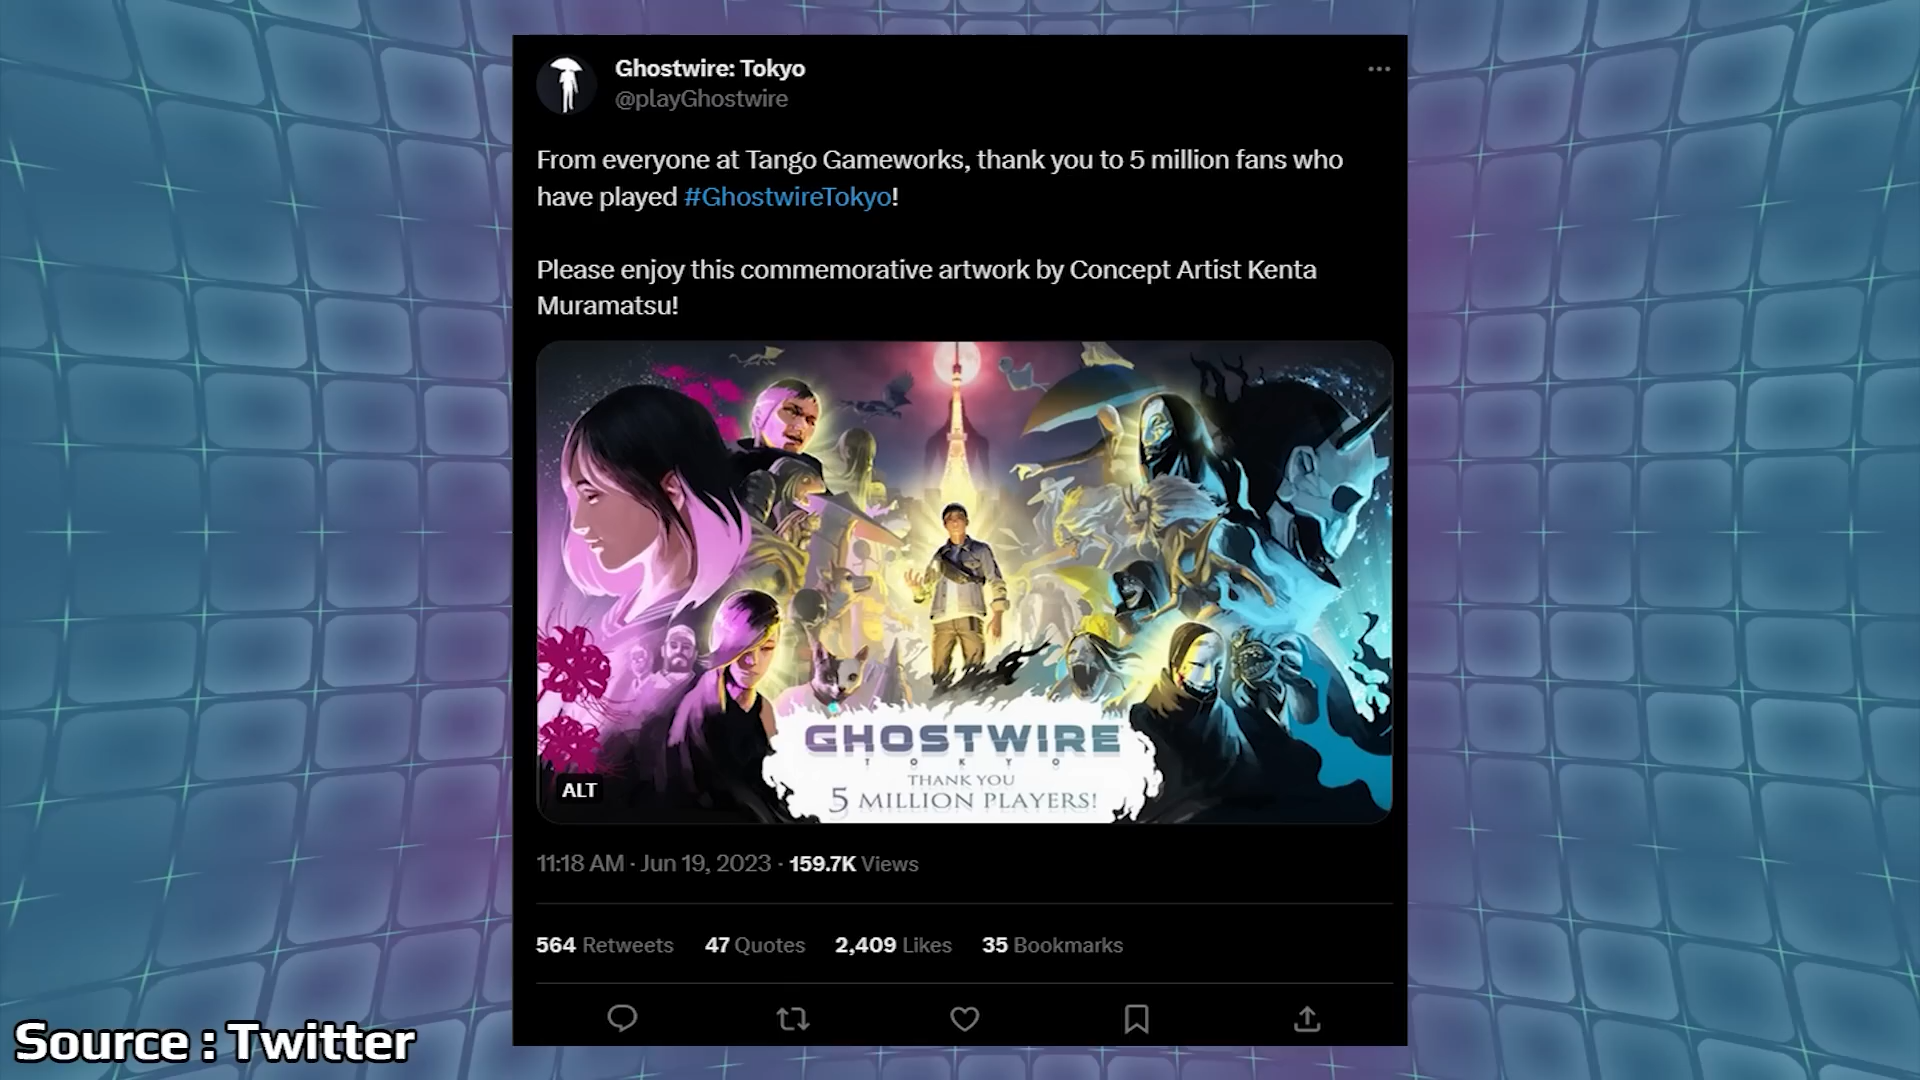 Ghostwire: Tokyo
@playGhostwire
From everyone at Tango Gameworks, thank you to 5 million fans who
have played #GhostwireTokyo!
Please enjoy this commemorative artwork by Concept Artist Kenta
Muramatsu!
GHOSTWIRE
TOKYO
THANK YOU
5 MILLION PLAYERS!
ALT
11:18 AM · Jun 19, 2023 · 159.7K Views
564 Retweets 47 Quotes 2,409 Likes 35 Bookmarks
Source : Twitter